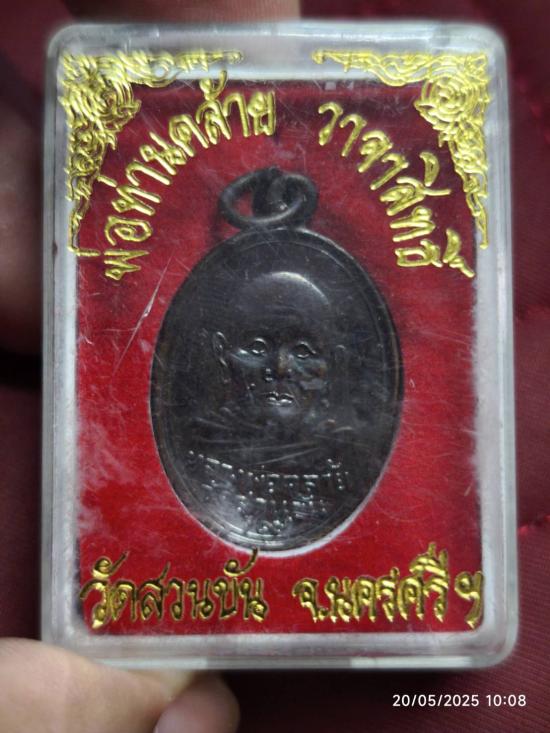 พ่อท่านคล้าย วาจาสิทธิ์
วัดสวนขัน จ.นครศรีฯ
20/05/2025 10:08